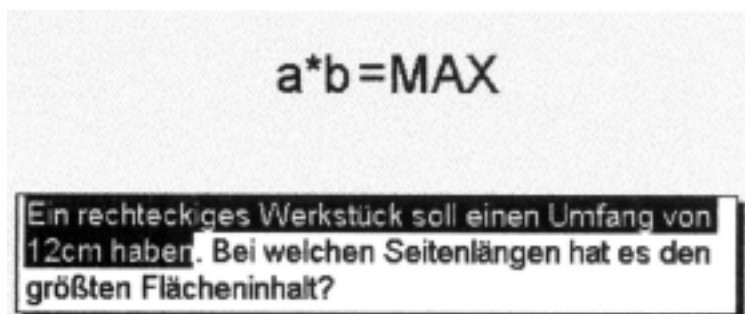 a*b=MAX
Ein rechteckiges Werkstück soll einen Umfang von
12cm haben. Bei welchen Seitenlängen hat es den
größten Flächeninhalt?